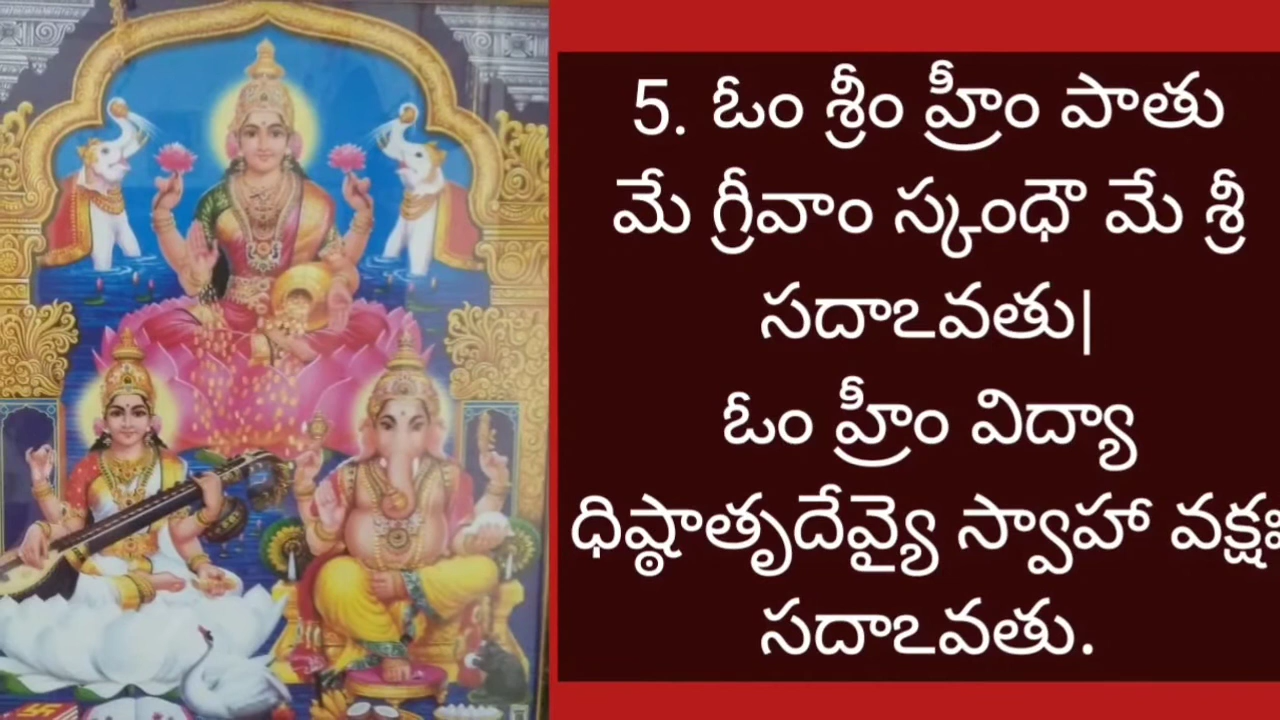 5. ఓం శ్రీం హ్రీం పాతు
మే గ్రీవాం స్కంధౌ మే శ్రీ
సదాఽవతు|
ఓం హ్రీం విద్యా
ధిష్ఠాతృదేవ్యై స్వాహా వక్షః
సదాఽవతు.